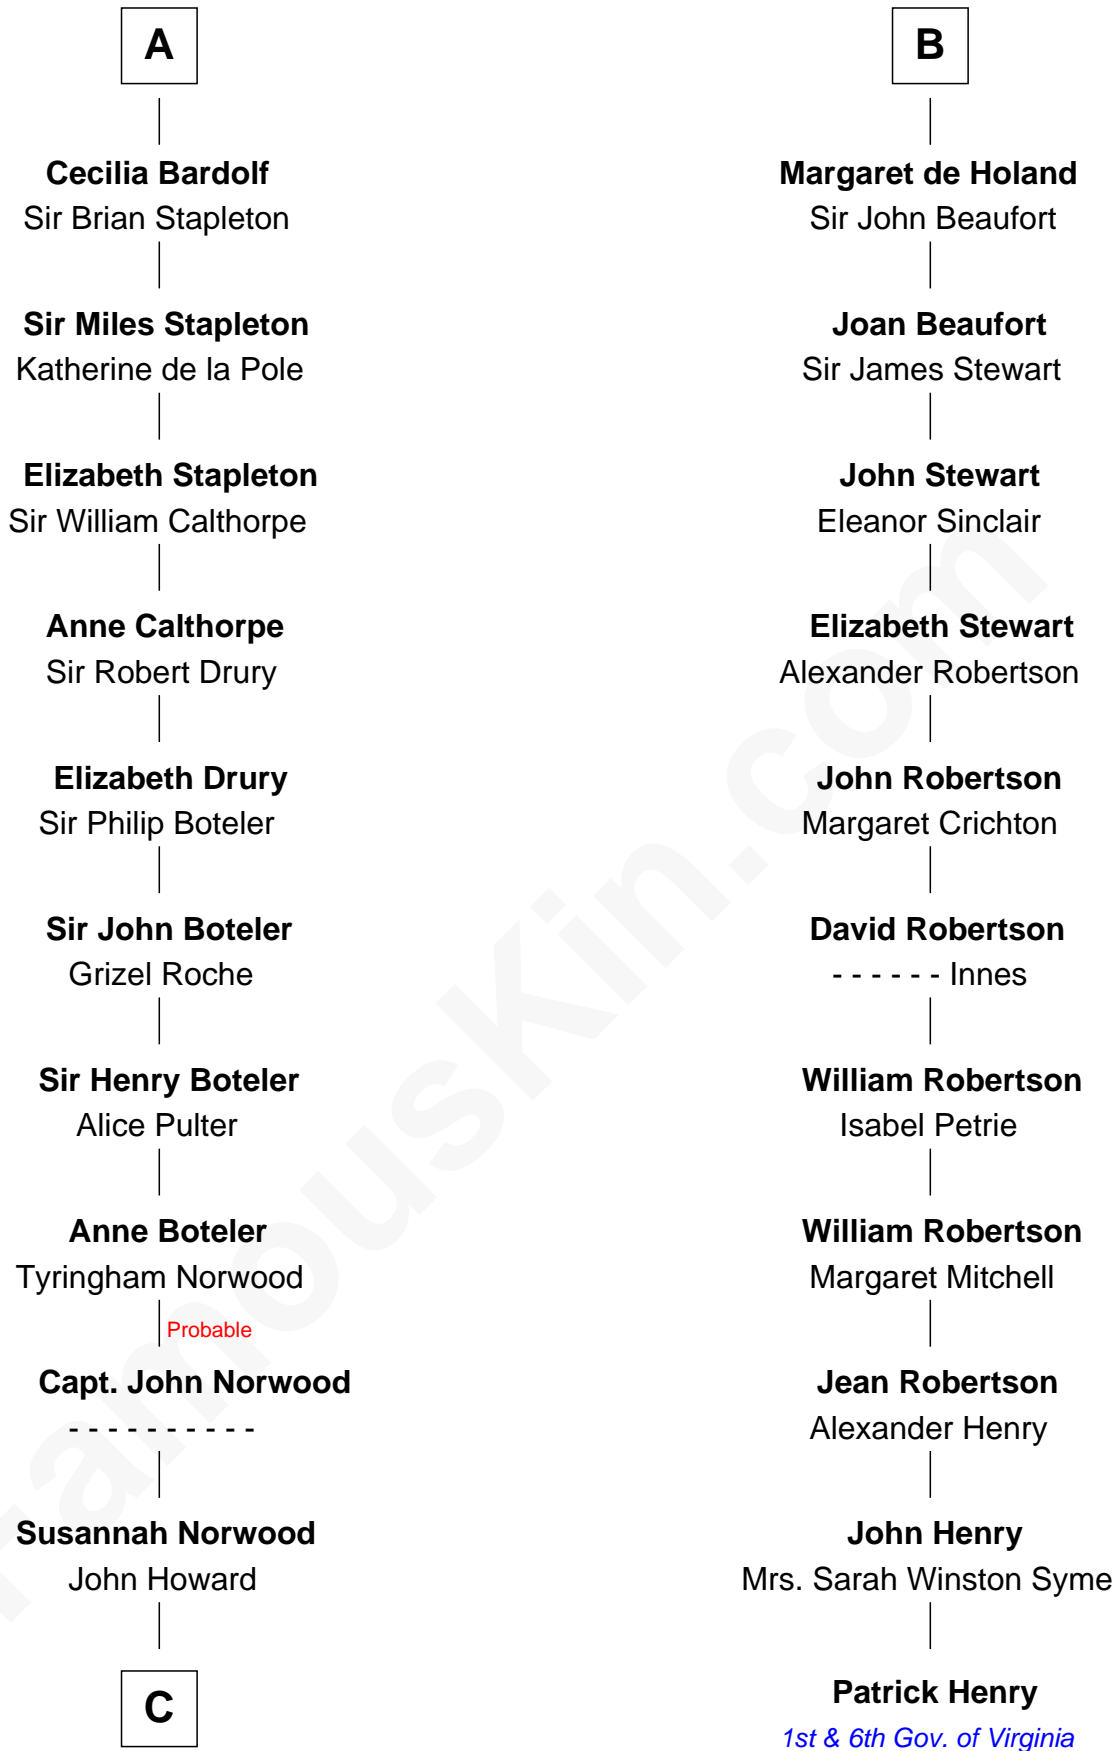 A
Cecilia Bardolf
Sir Brian Stapleton
Sir Miles Stapleton
Katherine de la Pole
Elizabeth Stapleton
Sir William Calthorpe
Anne Calthorpe
Sir Robert Drury
Elizabeth Drury
Sir Philip Boteler
Sir John Boteler
Grizel Roche
Sir Henry Boteler
Alice Pulter
Anne Boteler
Tyringham Norwood
Probable
Capt. John Norwood
- - - - - - - - - -
Susannah Norwood
John Howard
C
B
Margaret de Holand
Sir John Beaufort
Joan Beaufort
Sir James Stewart
John Stewart
Eleanor Sinclair
Elizabeth Stewart
Alexander Robertson
John Robertson
Margaret Crichton
David Robertson
- - - - - - Innes
William Robertson
Isabel Petrie
William Robertson
Margaret Mitchell
Jean Robertson
Alexander Henry
John Henry
Mrs. Sarah Winston Syme
Patrick Henry
1st & 6th Gov. of Virginia
FamousKin.com